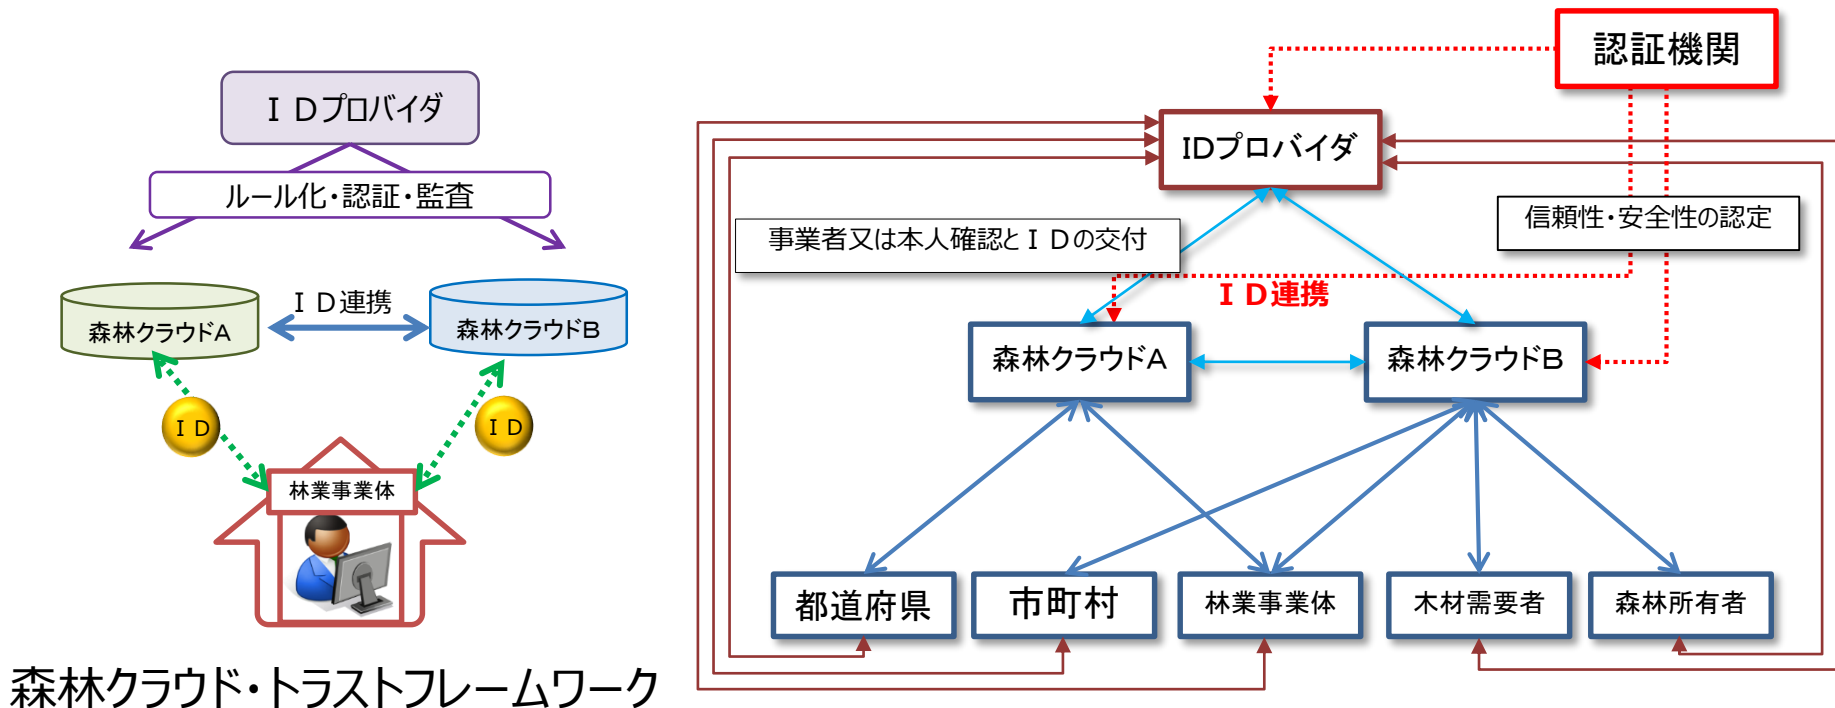 ＩＤプロバイダ
ルール化・認証・監査
森林クラウドA
ＩＤ連携
森林クラウドB
ＩＤ
ＩＤ
林業事業体
森林クラウド・トラストフレームワーク
認証機関
IDプロバイダ
事業者又は本人確認とＩＤの交付
信頼性・安全性の認定
ＩＤ連携
森林クラウドA
森林クラウドB
都道府県
市町村
林業事業体
木材需要者
森林所有者